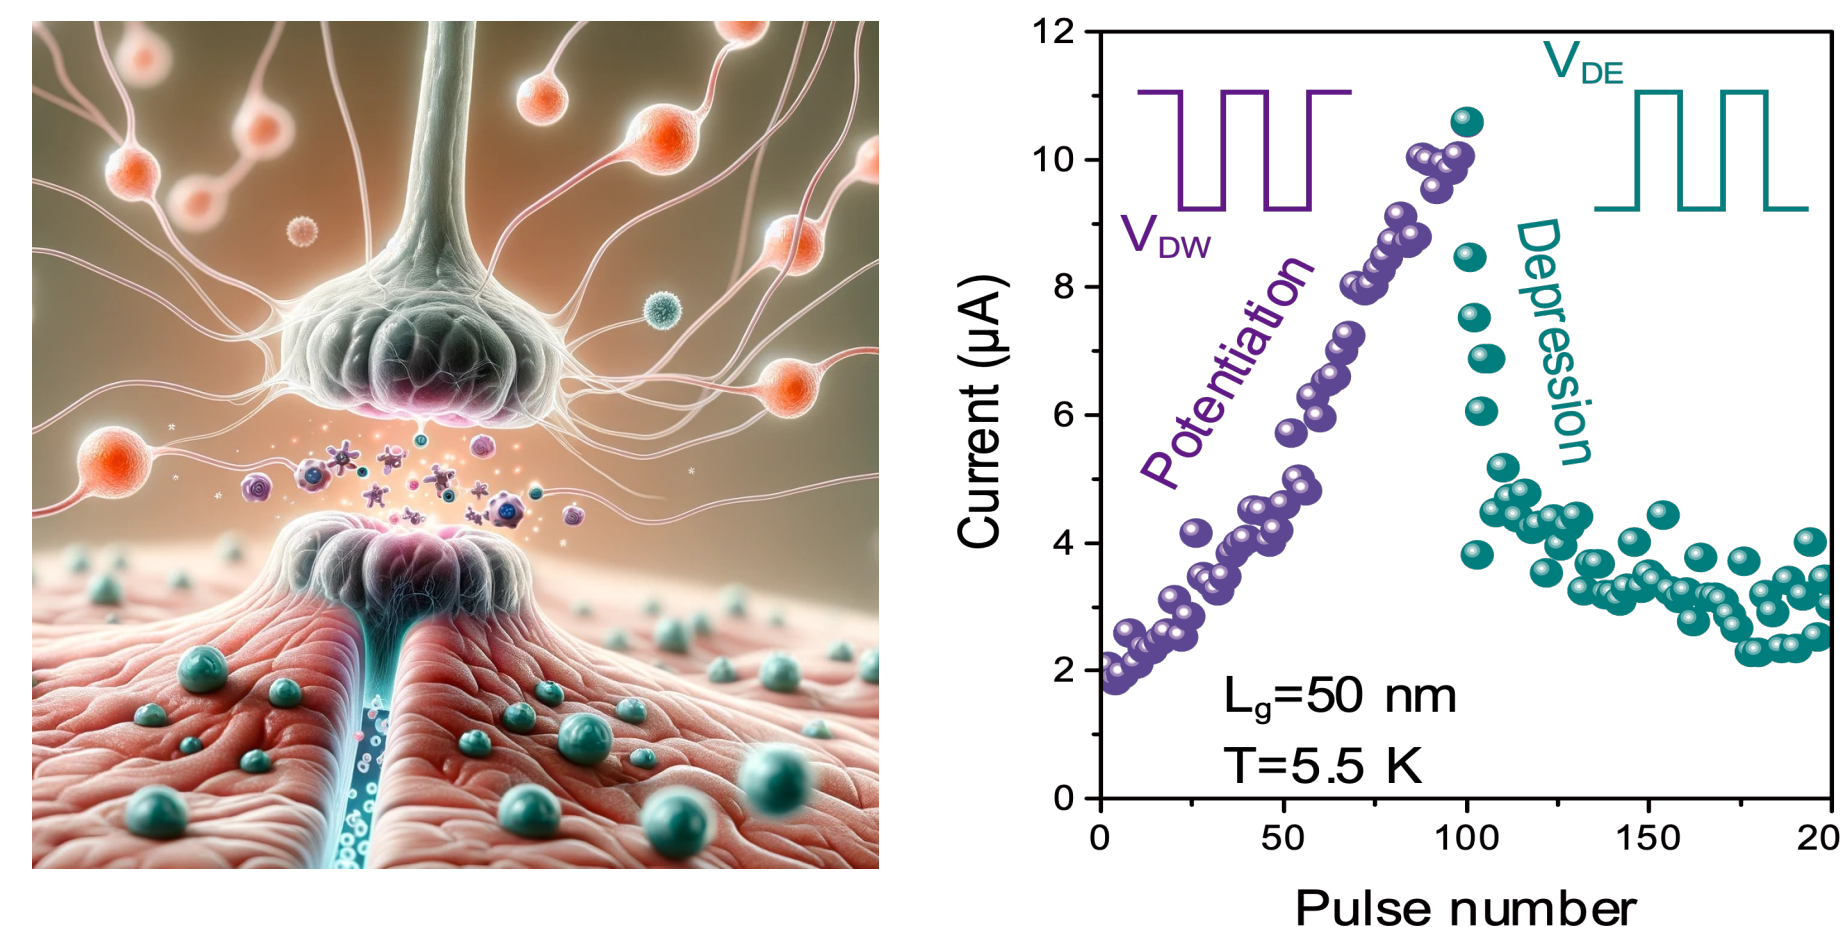 12
10
8
6
4
2
0
Current (µA)
V_DW
Potentiation
V_DE
Depression
L_g=50 nm
T=5.5 K
0 50 100 150 20
Pulse number